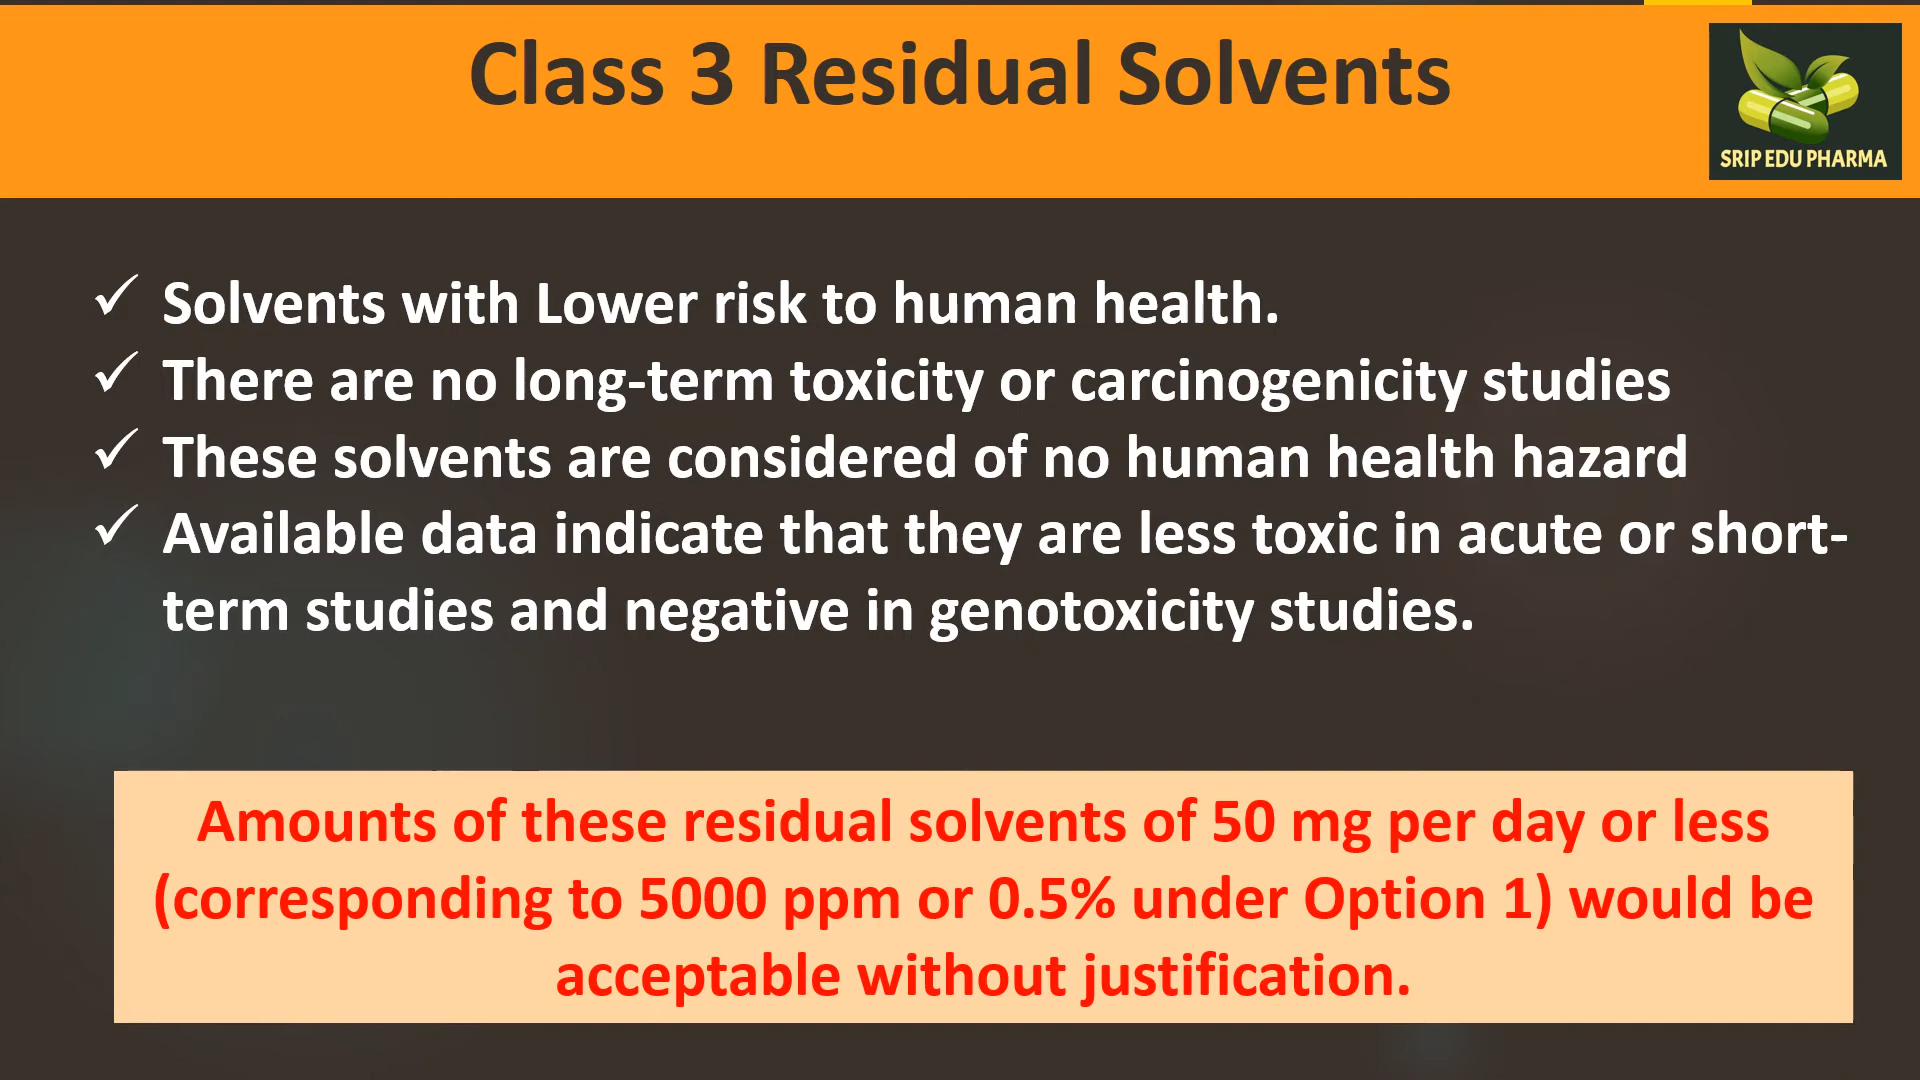 Class 3 Residual Solvents
SRIP EDU PHARMA
✓ Solvents with Lower risk to human health.
✓ There are no long-term toxicity or carcinogenicity studies
✓ These solvents are considered of no human health hazard
✓ Available data indicate that they are less toxic in acute or short-
term studies and negative in genotoxicity studies.
Amounts of these residual solvents of 50 mg per day or less
(corresponding to 5000 ppm or 0.5% under Option 1) would be
acceptable without justification.